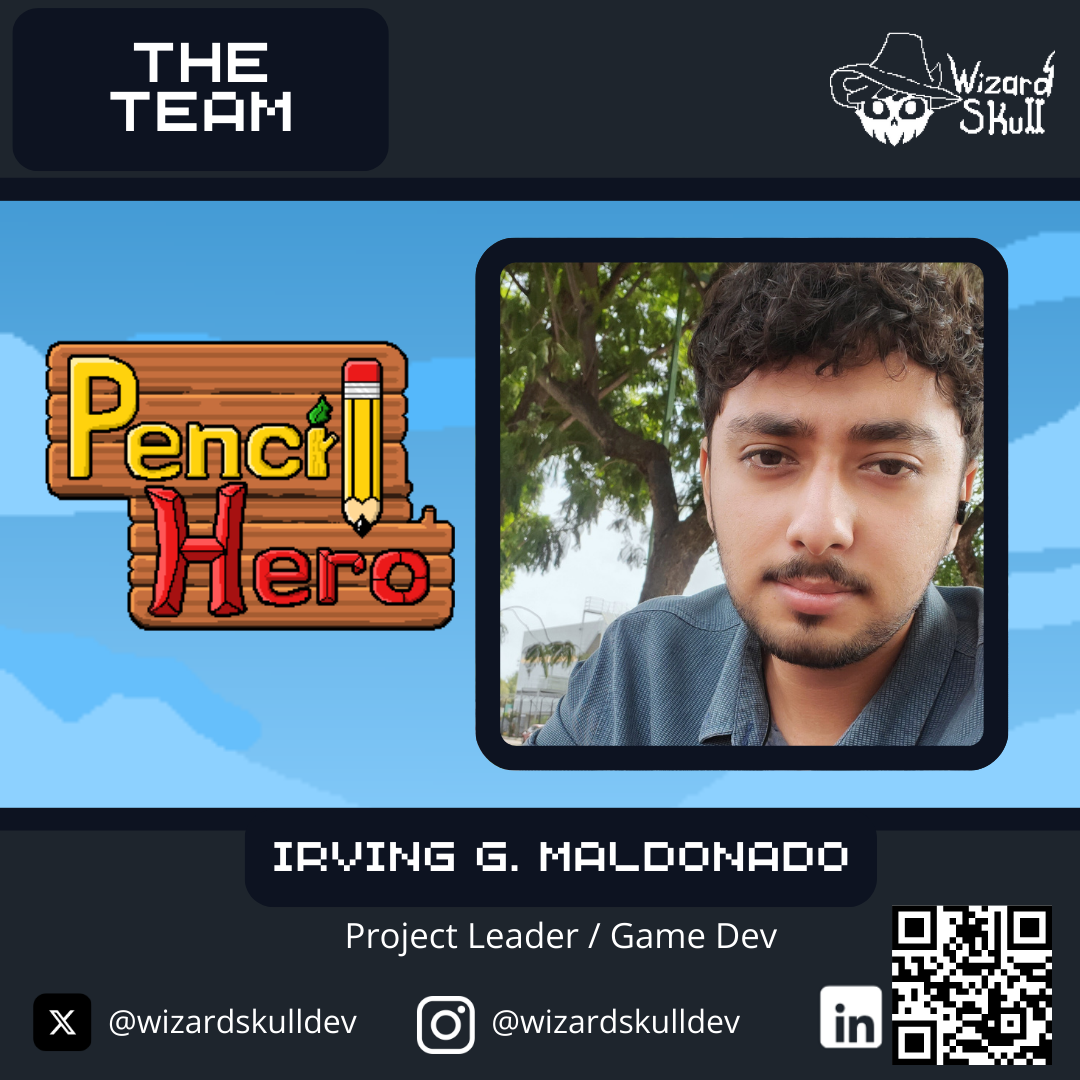 THE
TEAM
Wizard
Skull
Pencil
Hero
IRVING G. MALDONADO
Project Leader / Game Dev
@wizardskulldev
@wizardskulldev
in